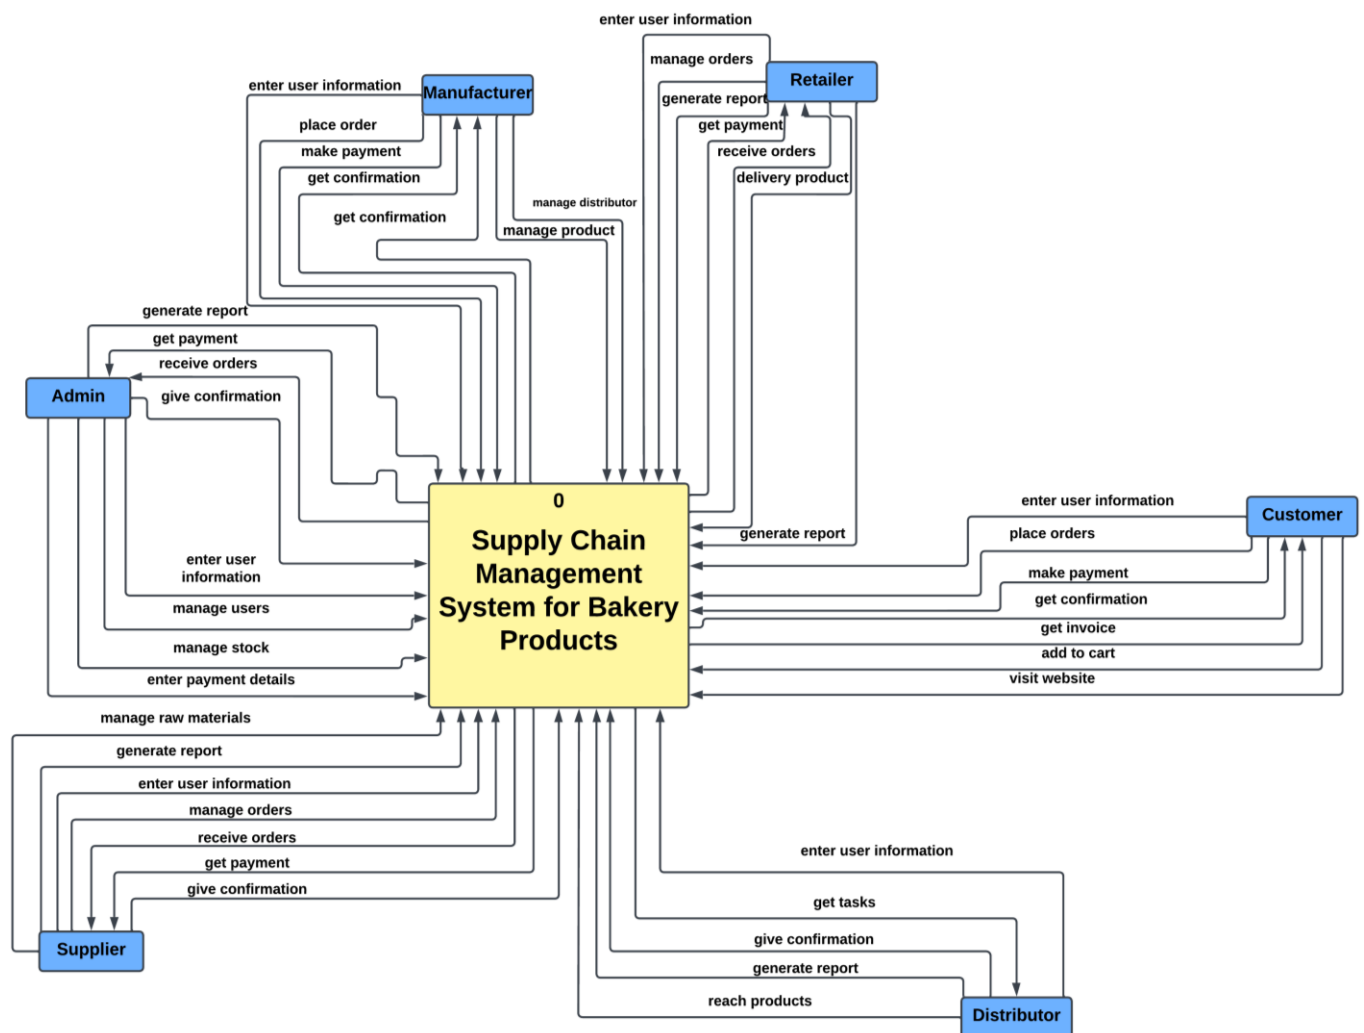 enter user information
manage orders
Retailer
enter user information
Manufacturer
generate report
place order
get payment
make payment
receive orders
get confirmation
delivery product
manage distributor
get confirmation
manage product
generate report
get payment
receive orders
Admin
give confirmation
0
Supply Chain
Management
System for Bakery
Products
enter user information
Customer
place orders
generate report
enter user
information
make payment
get confirmation
manage users
get invoice
manage stock
add to cart
enter payment details
visit website
manage raw materials
generate report
enter user information
manage orders
receive orders
get payment
give confirmation
Supplier
enter user information
get tasks
give confirmation
generate report
reach products
Distributor